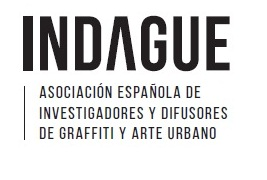 INDAGUE
ASOCIACIÓN ESPAÑOLA DE
INVESTIGADORES Y DIFUSORES
DE GRAFFITI Y ARTE URBANO